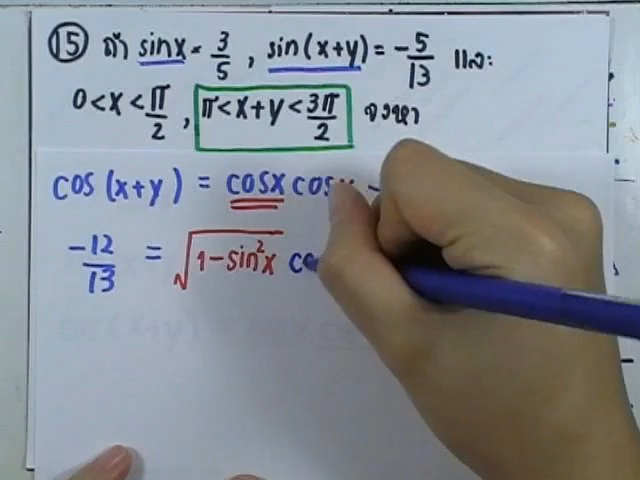 15 ถ้า sinx = 3/5 , sin(x+y) = -5/13 และ
0 < x < π/2 , π < x+y < 3π/2 จงหา
cos (x+y) = cosx cos
-12/13 = √(1-sin²x) co